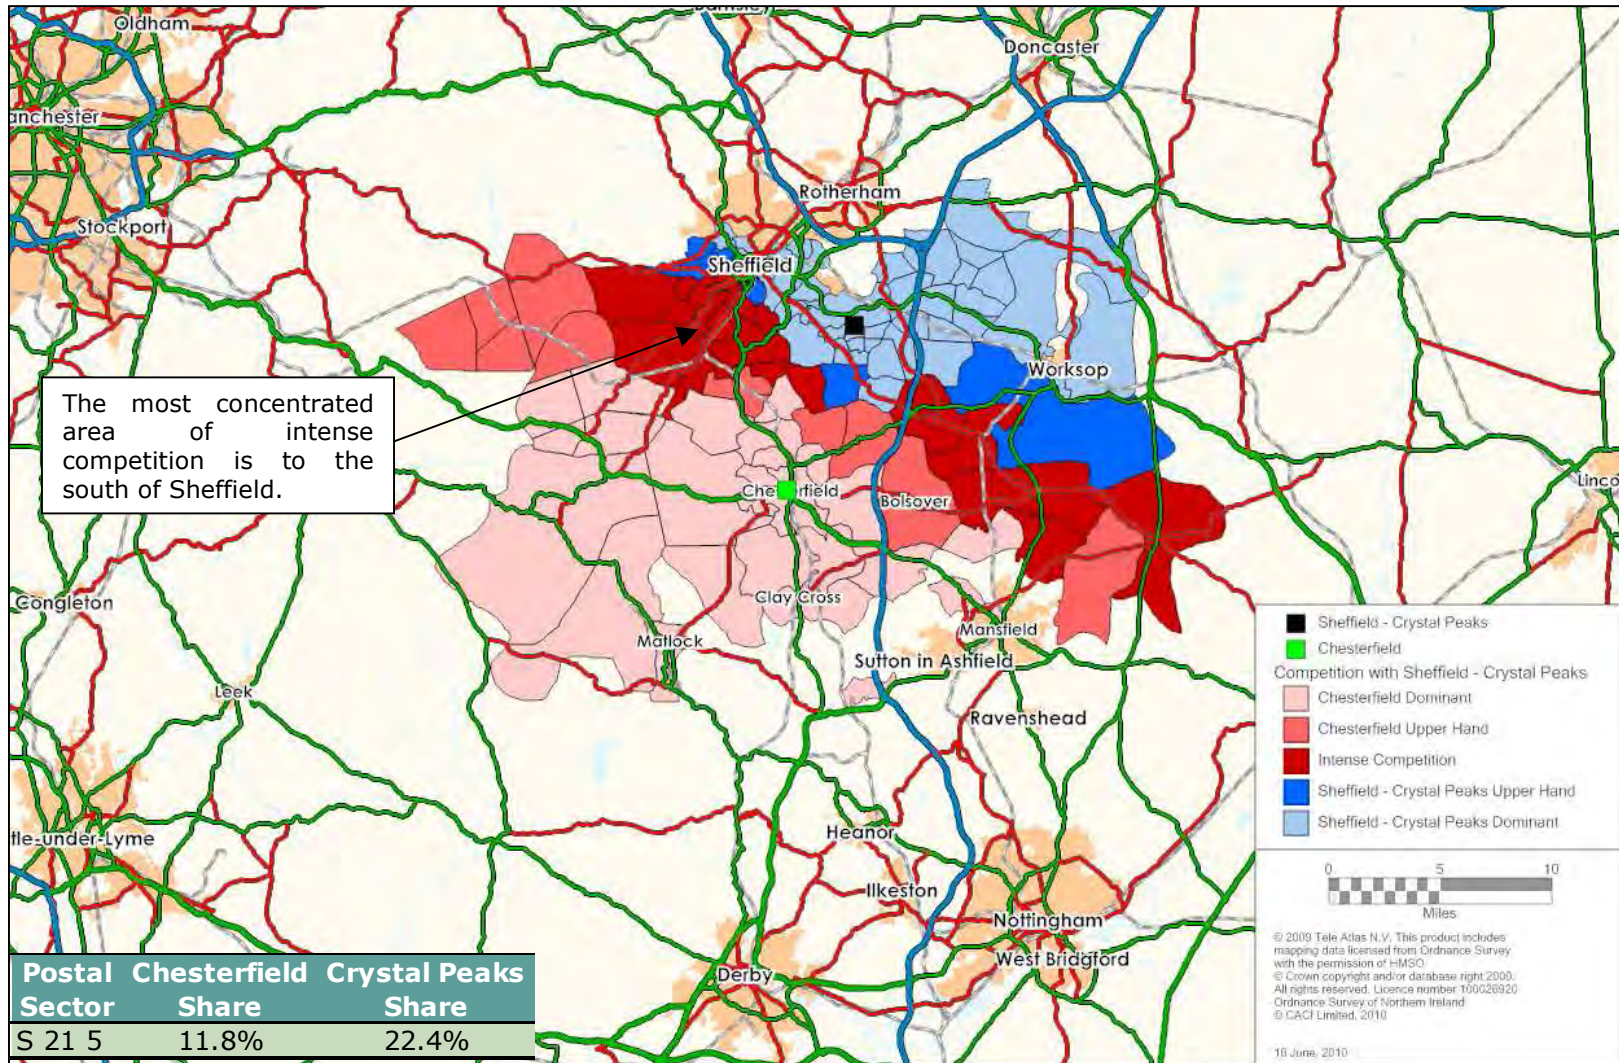 Oldham
Doncaster
anchester
Rotherham
Stockport
Sheffield
Worksop
The most concentrated
area of intense
competition is to the
south of Sheffield.
Chesterfield
Bolsover
Linco
Congleton
Clay Cross
Mansfield
Matlock
Sutton in Ashfield
Leek
Ravenshead
tle-under-Lyme
Heanor
Ilkeston
Nottingham
West Bridgford
Derby
Sheffield - Crystal Peaks
Chesterfield
Competition with Sheffield - Crystal Peaks
Chesterfield Dominant
Chesterfield Upper Hand
Intense Competition
Sheffield - Crystal Peaks Upper Hand
Sheffield - Crystal Peaks Dominant
0 5 10
Miles
© 2009 Tele Atlas N.V. This product includes
mapping data licensed from Ordnance Survey
with the permission of HMSO
© Crown copyright and/or database right 2009.
All rights reserved. Licence number 100026920
Ordnance Survey of Northern Ireland
© CACI Limited, 2010
16 June, 2010
Postal Sector Chesterfield Share Crystal Peaks Share
S 21 5 11.8% 22.4%